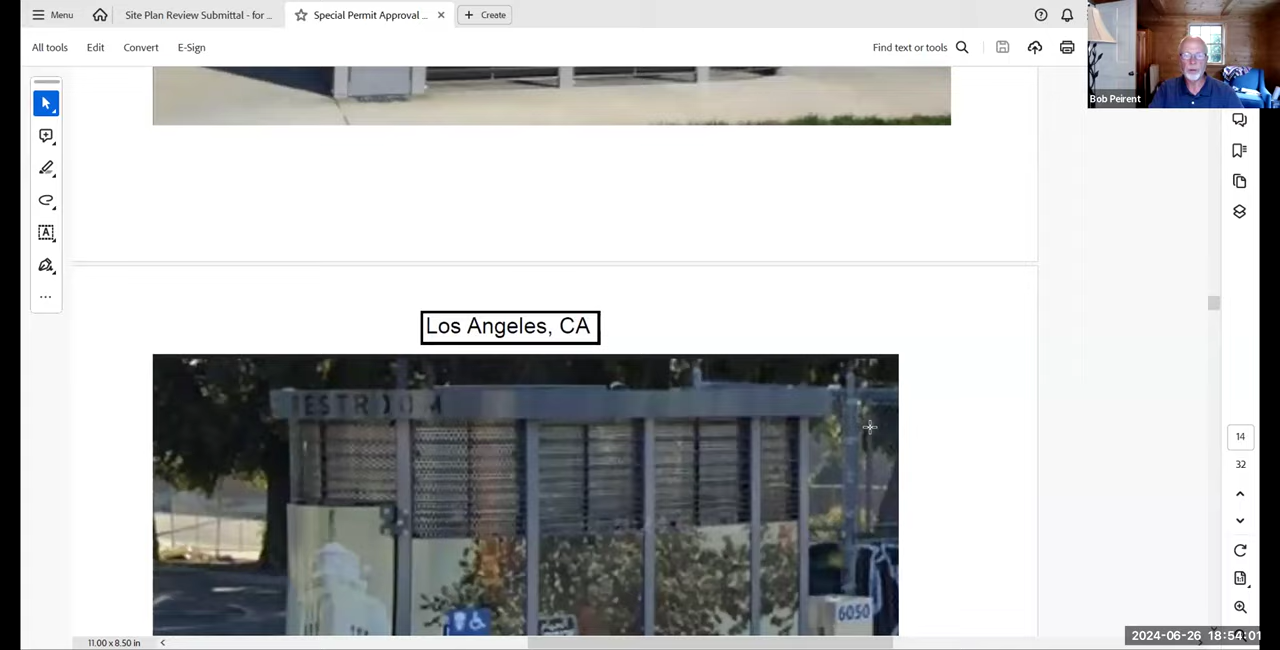 Menu
Site Plan Review Submittal - for ...
Special Permit Approval ...
Create
All tools
Edit
Convert
E-Sign
Find text or tools
Bob Peirent
Los Angeles, CA
RESTROOM
6050
14
32
11.00 x 8.50 in
2024-06-26 18:54:01